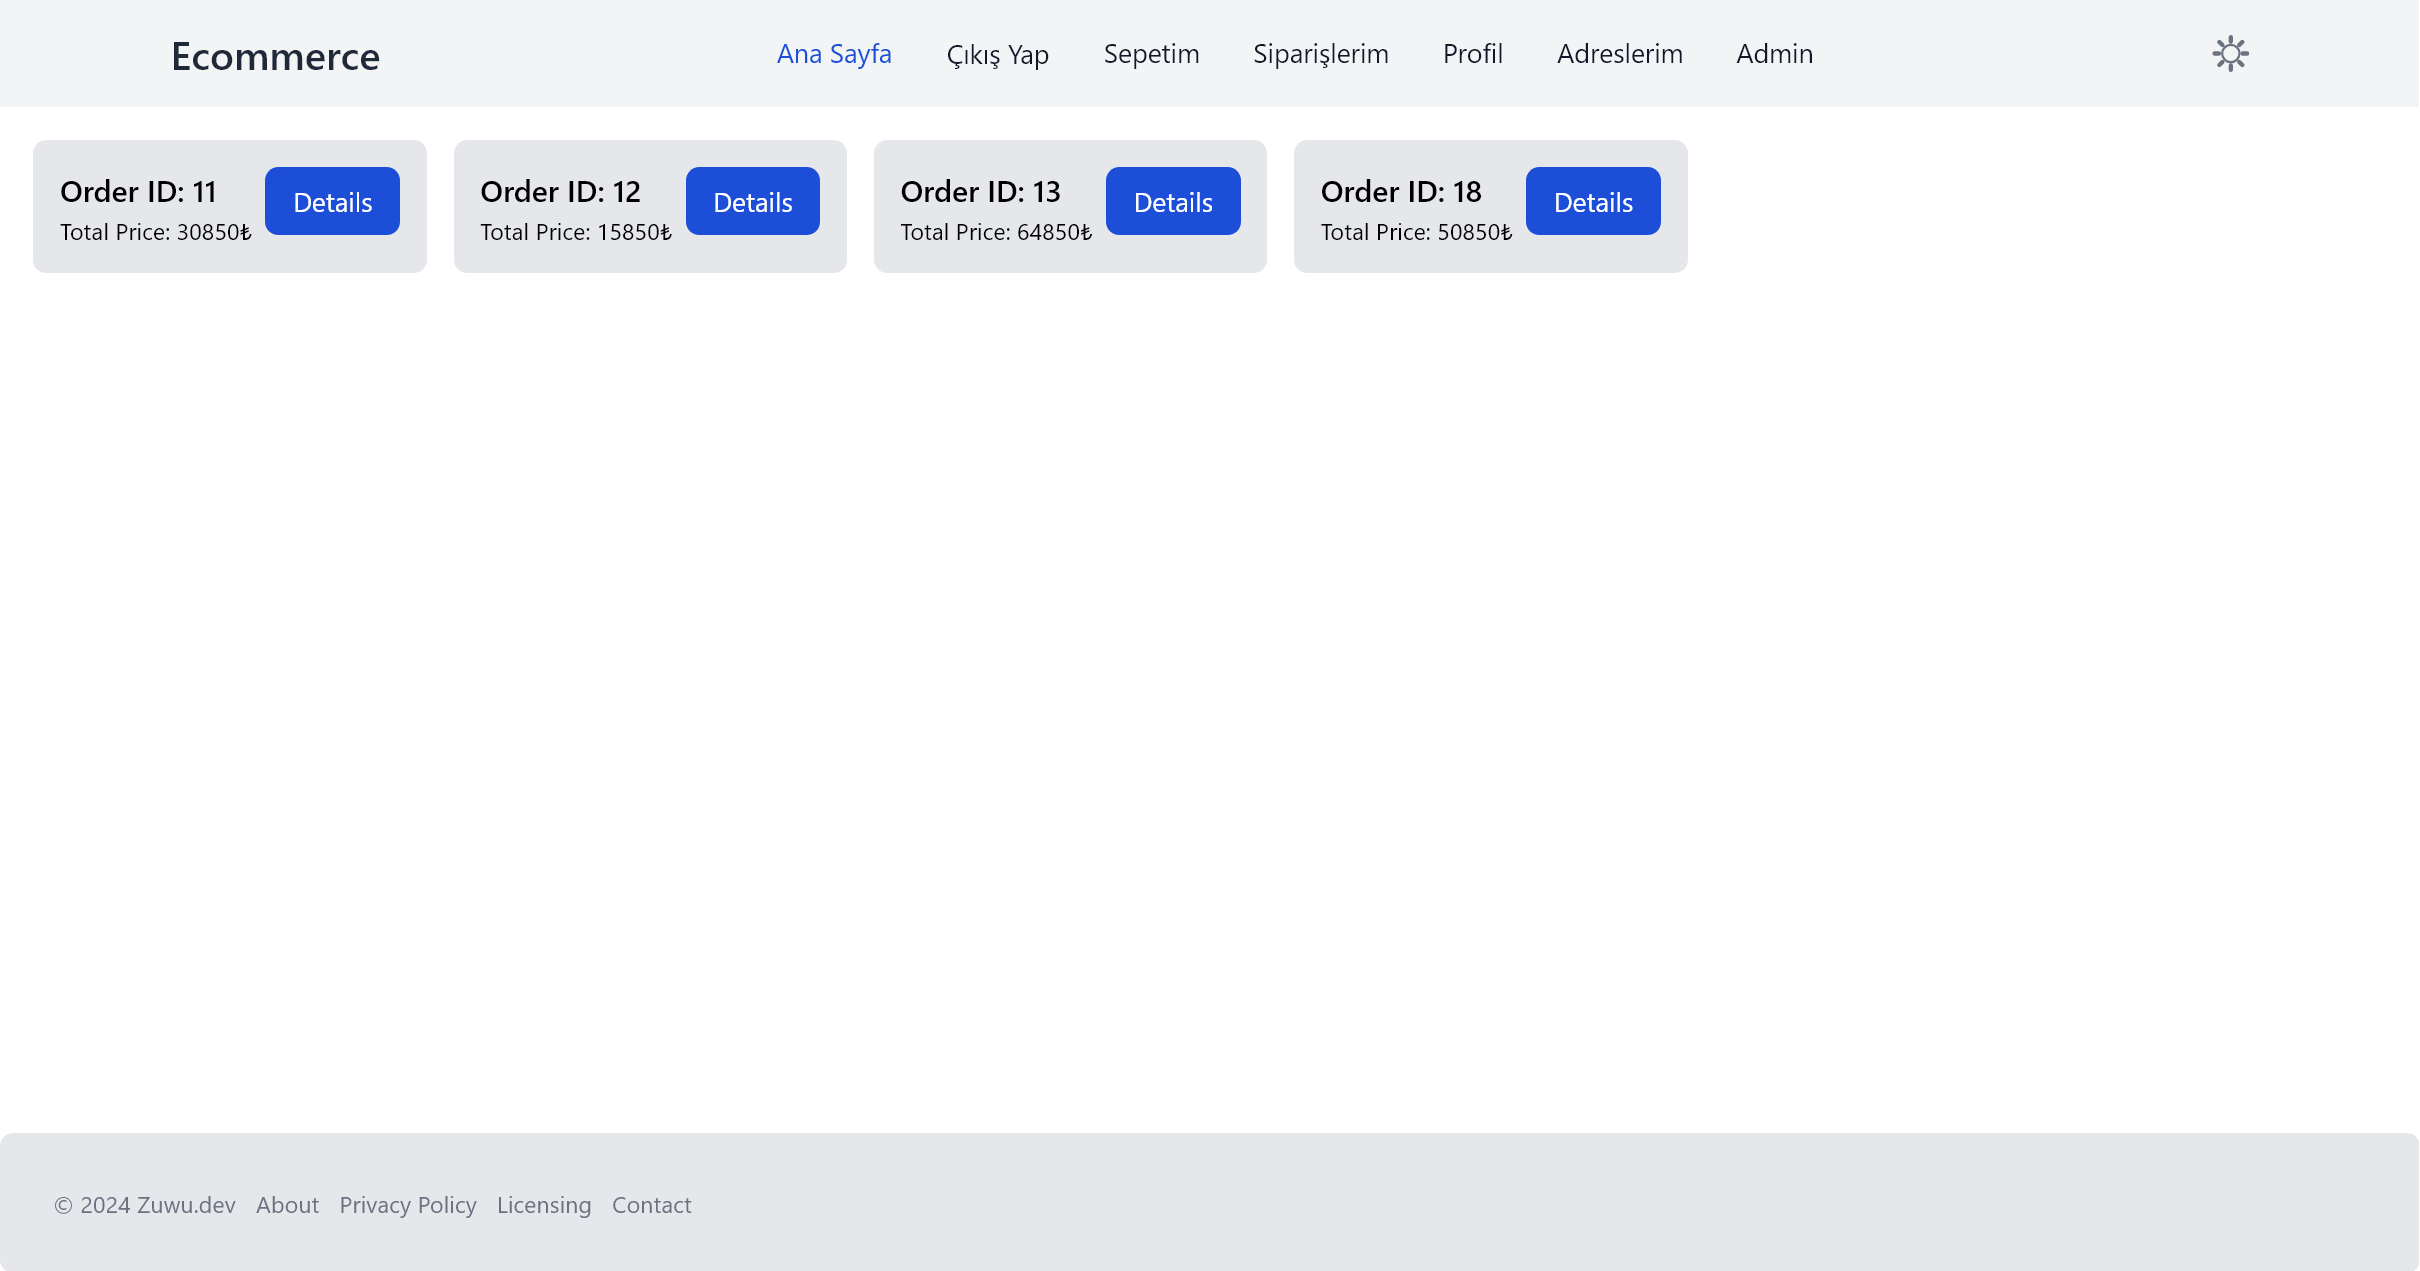 Ecommerce
Ana Sayfa Çıkış Yap Sepetim Siparişlerim Profil Adreslerim Admin
Order ID: 11
Total Price: 30850₺
Details
Order ID: 12
Total Price: 15850₺
Details
Order ID: 13
Total Price: 64850₺
Details
Order ID: 18
Total Price: 50850₺
Details
© 2024 Zuwu.dev About Privacy Policy Licensing Contact